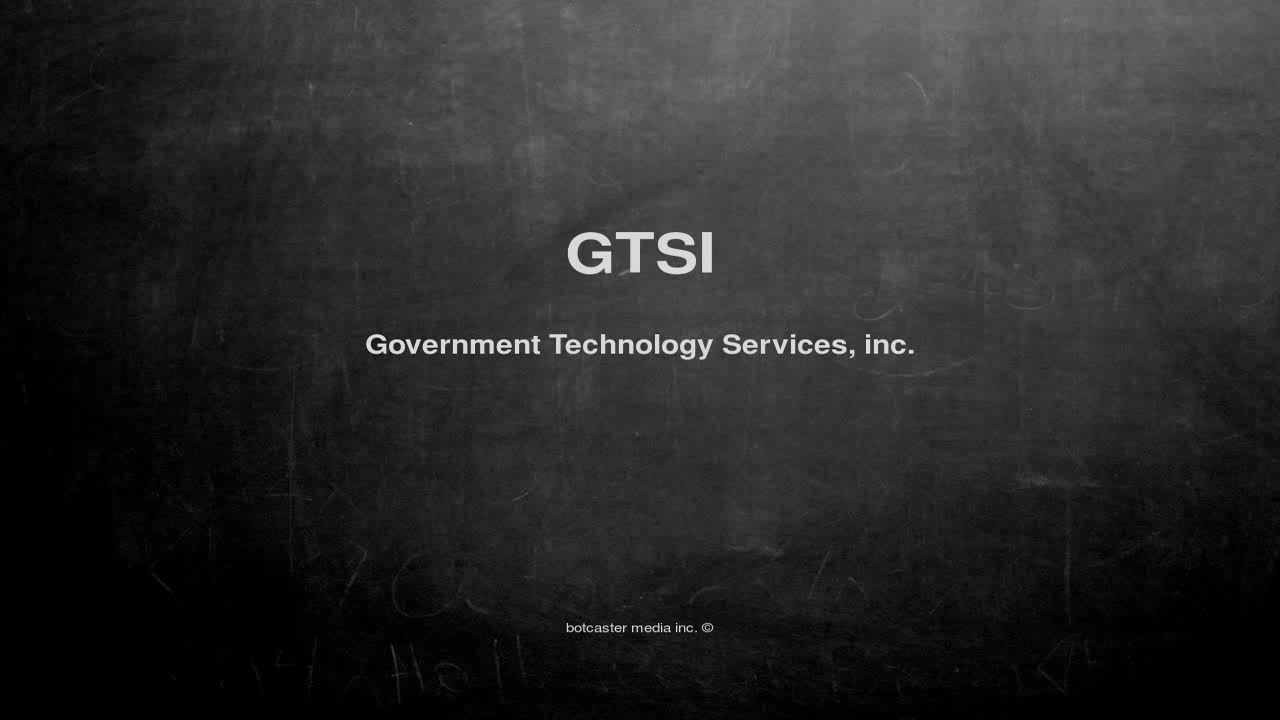 GTSI
Government Technology Services, inc.
botcaster media inc. ©